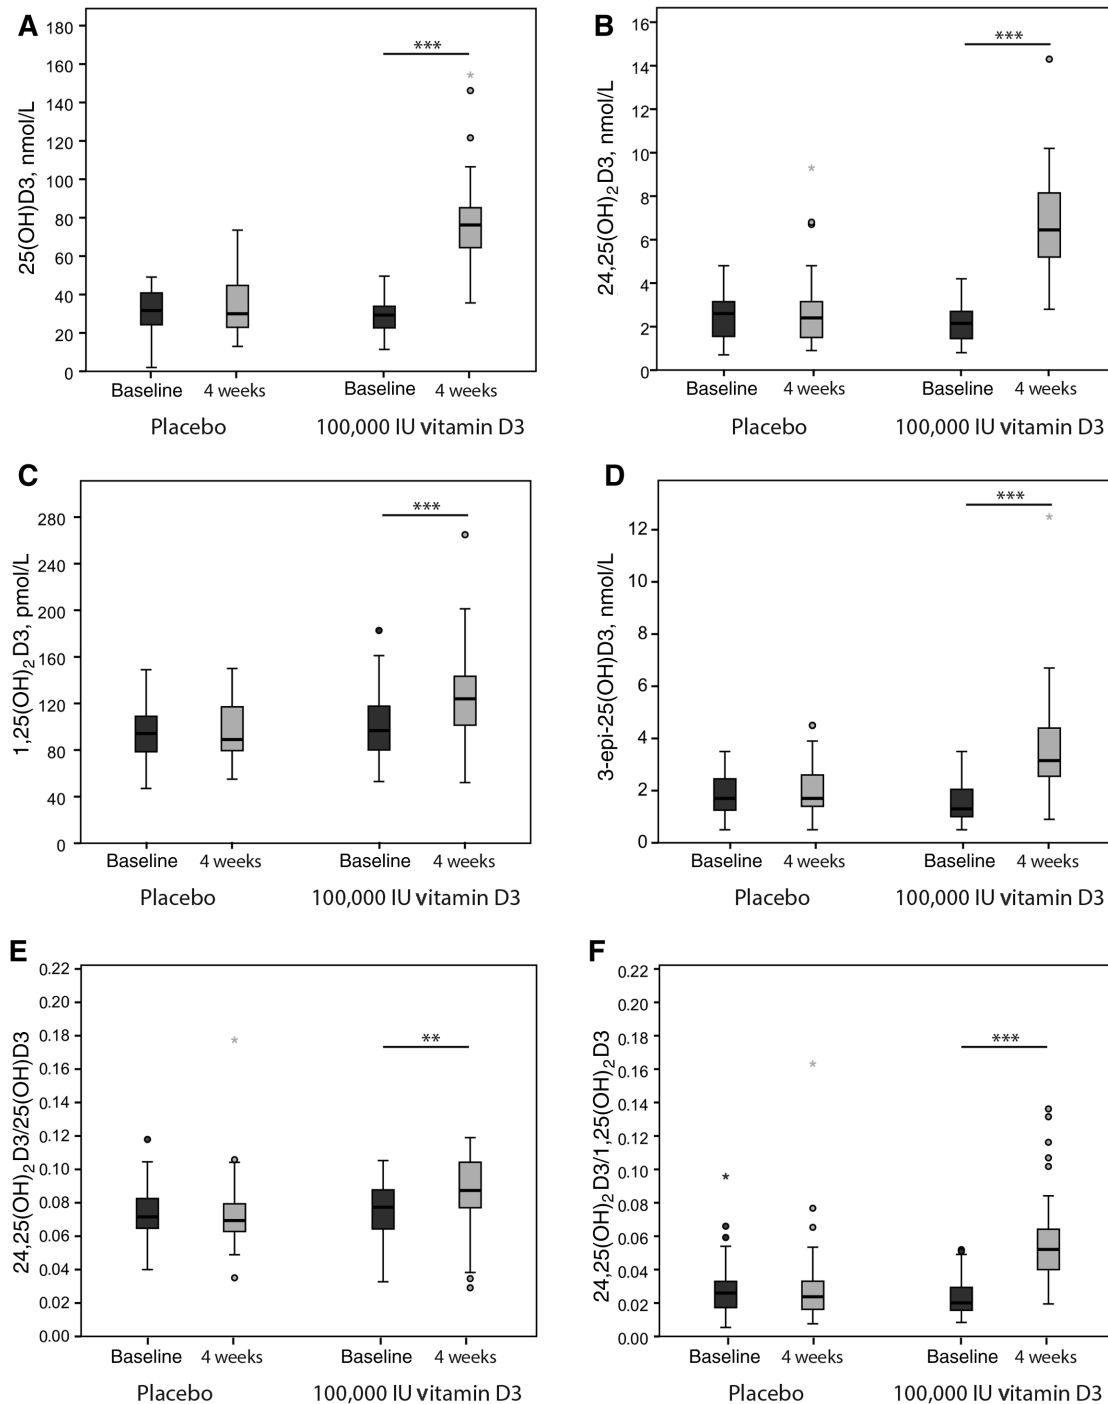 A
25(OH)D3, nmol/L
180
160
140
120
100
80
60
40
20
0
***
*
Baseline 4 weeks Baseline 4 weeks
Placebo 100,000 IU vitamin D3
B
24,25(OH)2D3, nmol/L
16
14
12
10
8
6
4
2
0
***
*
Baseline 4 weeks Baseline 4 weeks
Placebo 100,000 IU vitamin D3
C
1,25(OH)2D3, pmol/L
280
240
200
160
120
80
40
0
***
Baseline 4 weeks Baseline 4 weeks
Placebo 100,000 IU vitamin D3
D
3-epi-25(OH)D3, nmol/L
12
10
8
6
4
2
0
***
*
Baseline 4 weeks Baseline 4 weeks
Placebo 100,000 IU vitamin D3
E
24,25(OH)2D3/25(OH)D3
0.22
0.20
0.18
0.16
0.14
0.12
0.10
0.08
0.06
0.04
0.02
0.00
**
*
Baseline 4 weeks Baseline 4 weeks
Placebo 100,000 IU vitamin D3
F
24,25(OH)2D3/1,25(OH)2D3
0.22
0.20
0.18
0.16
0.14
0.12
0.10
0.08
0.06
0.04
0.02
0.00
***
*
*
Baseline 4 weeks Baseline 4 weeks
Placebo 100,000 IU vitamin D3